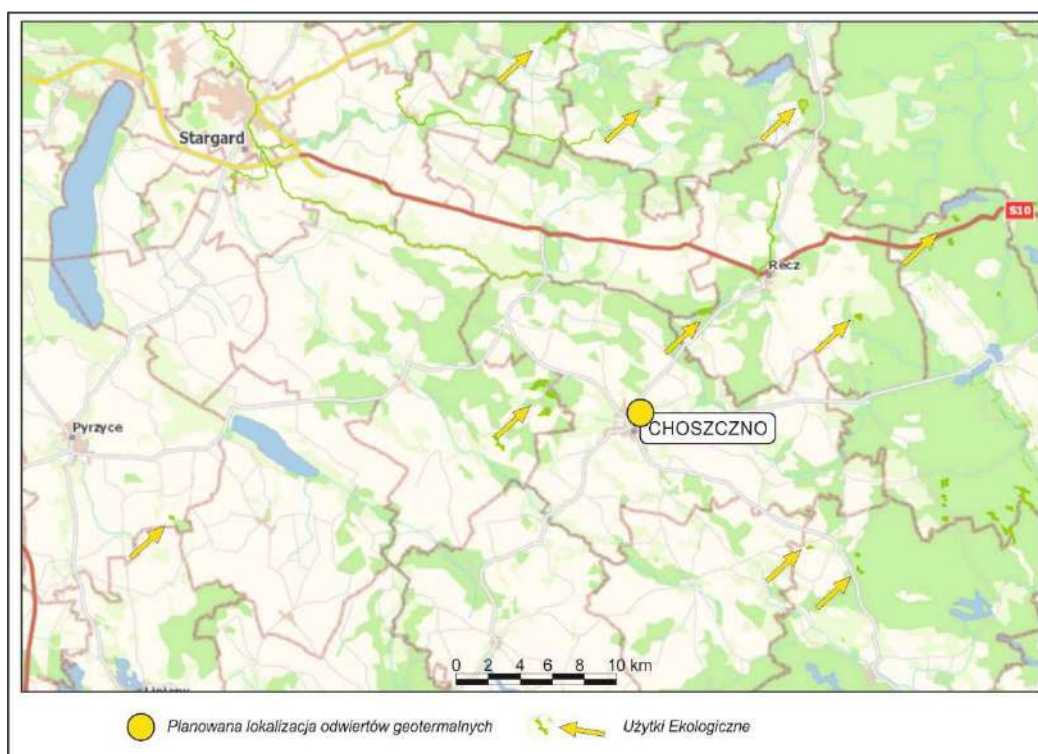 Stargard
S10
Recz
CHOSZCZNO
Pyrzyce
0 2 4 6 8 10 km
Planowana lokalizacja odwiertów geotermalnych
Użytki Ekologiczne